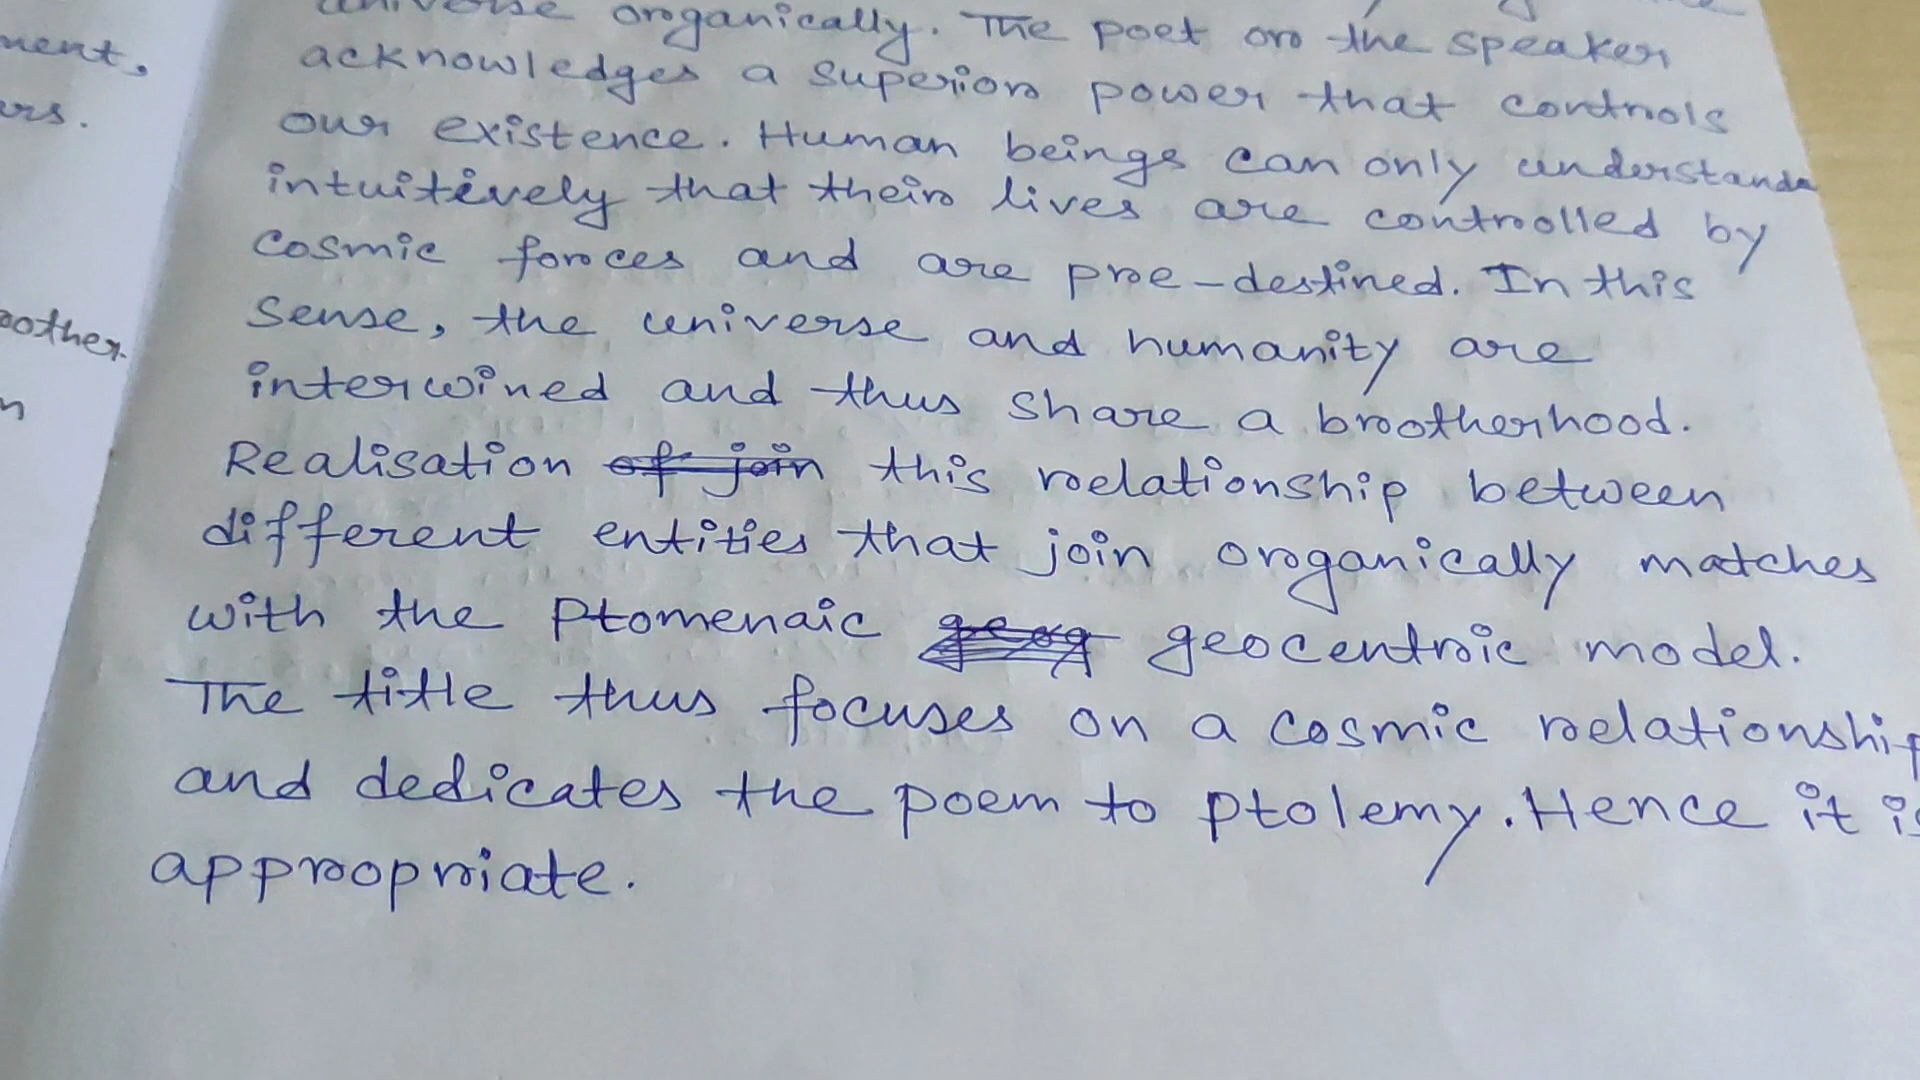 universe organically. The poet or the speaker
acknowledges a superior power that controls
our existence. Human beings can only understand
intuitively that their lives are controlled by
cosmic forces and are pre-destined. In this
sense, the universe and humanity are
interwined and thus share a brotherhood.
Realisation of join this relationship between
different entities that join organically matches
with the Ptomenaic geocentric model.
The title thus focuses on a cosmic relationship
and dedicates the poem to Ptolemy. Hence it is
appropriate.